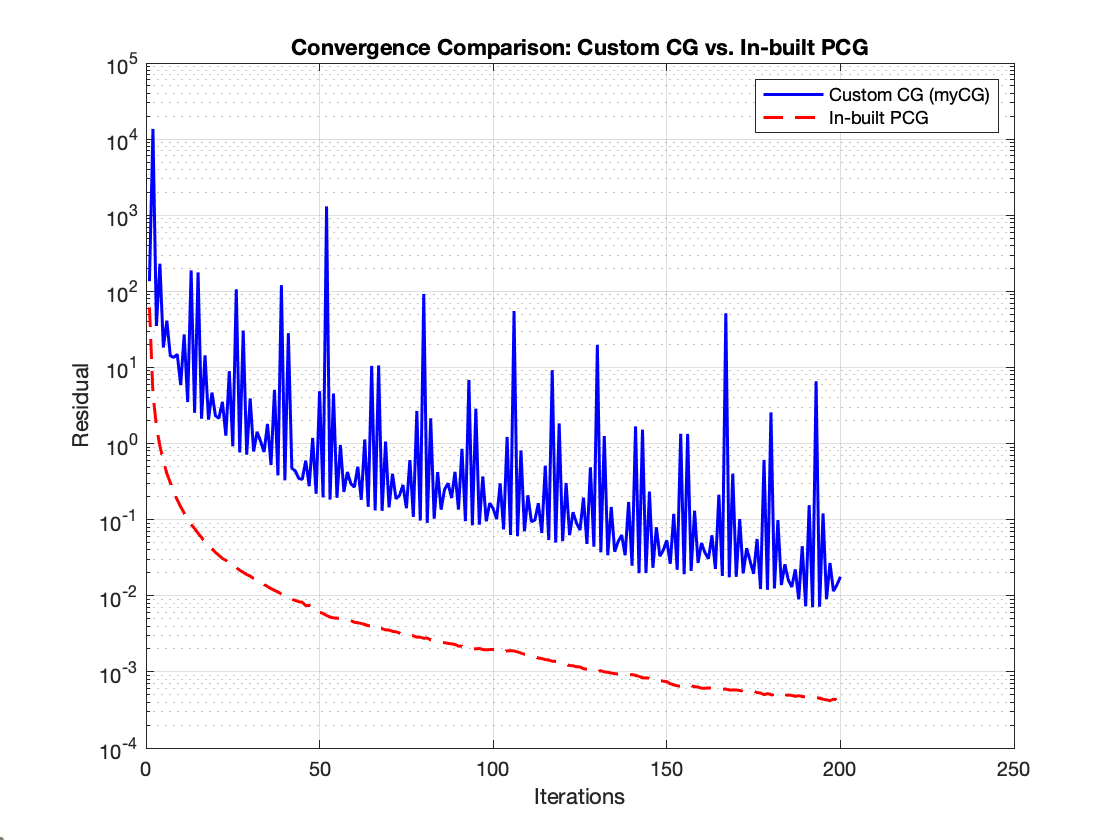 Convergence Comparison: Custom CG vs. In-built PCG
10^5
10^4
10^3
10^2
10^1
10^0
10^-1
10^-2
10^-3
10^-4
Residual
Custom CG (myCG)
In-built PCG
0 50 100 150 200 250
Iterations